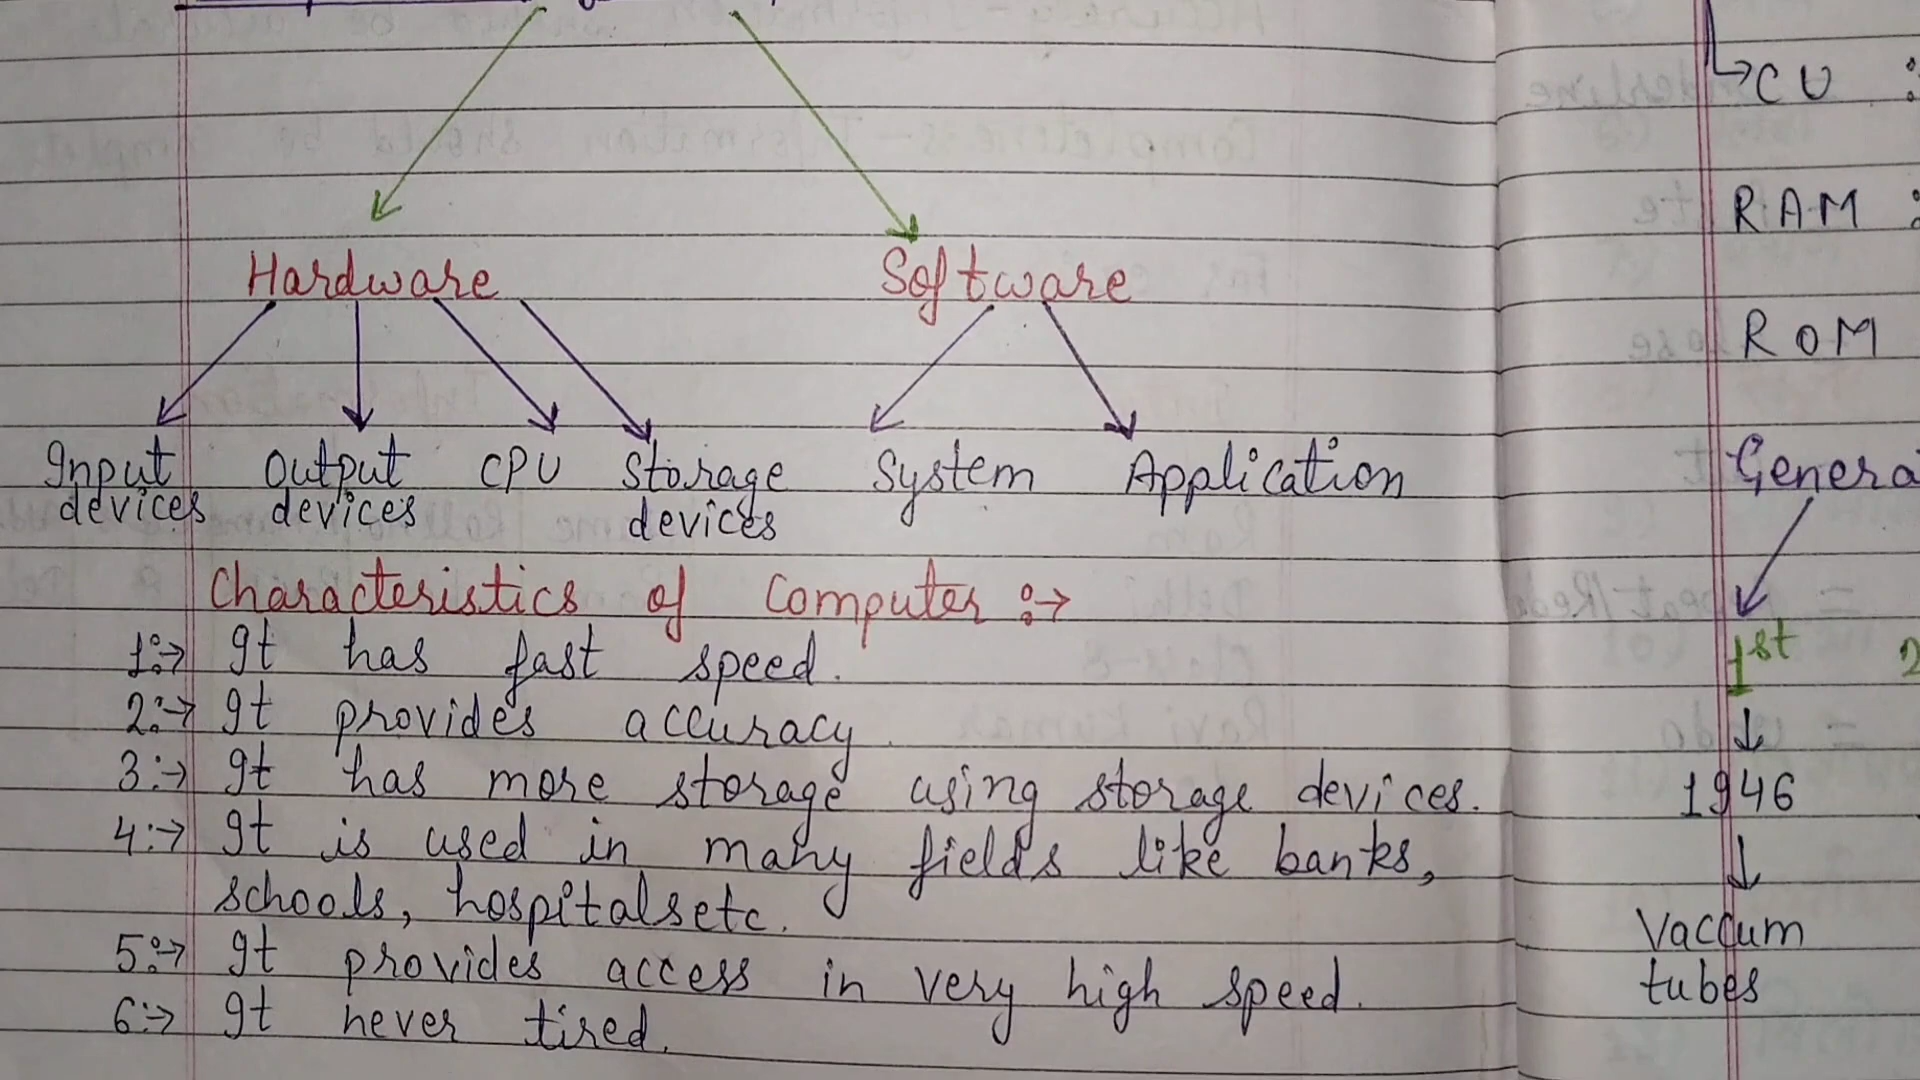 Hardware Software
Input Output CPU Storage System Application
devices devices devices
Characteristics of Computer :→
1:→ It has fast speed.
2:→ It provides accuracy.
3:→ It has more storage using storage devices.
4:→ It is used in many fields like banks,
schools, hospitals etc.
5:→ It provides access in very high speed.
6:→ It never tired.
→CU :
RAM :
ROM
1st 2
1946
Vaccum
tubes